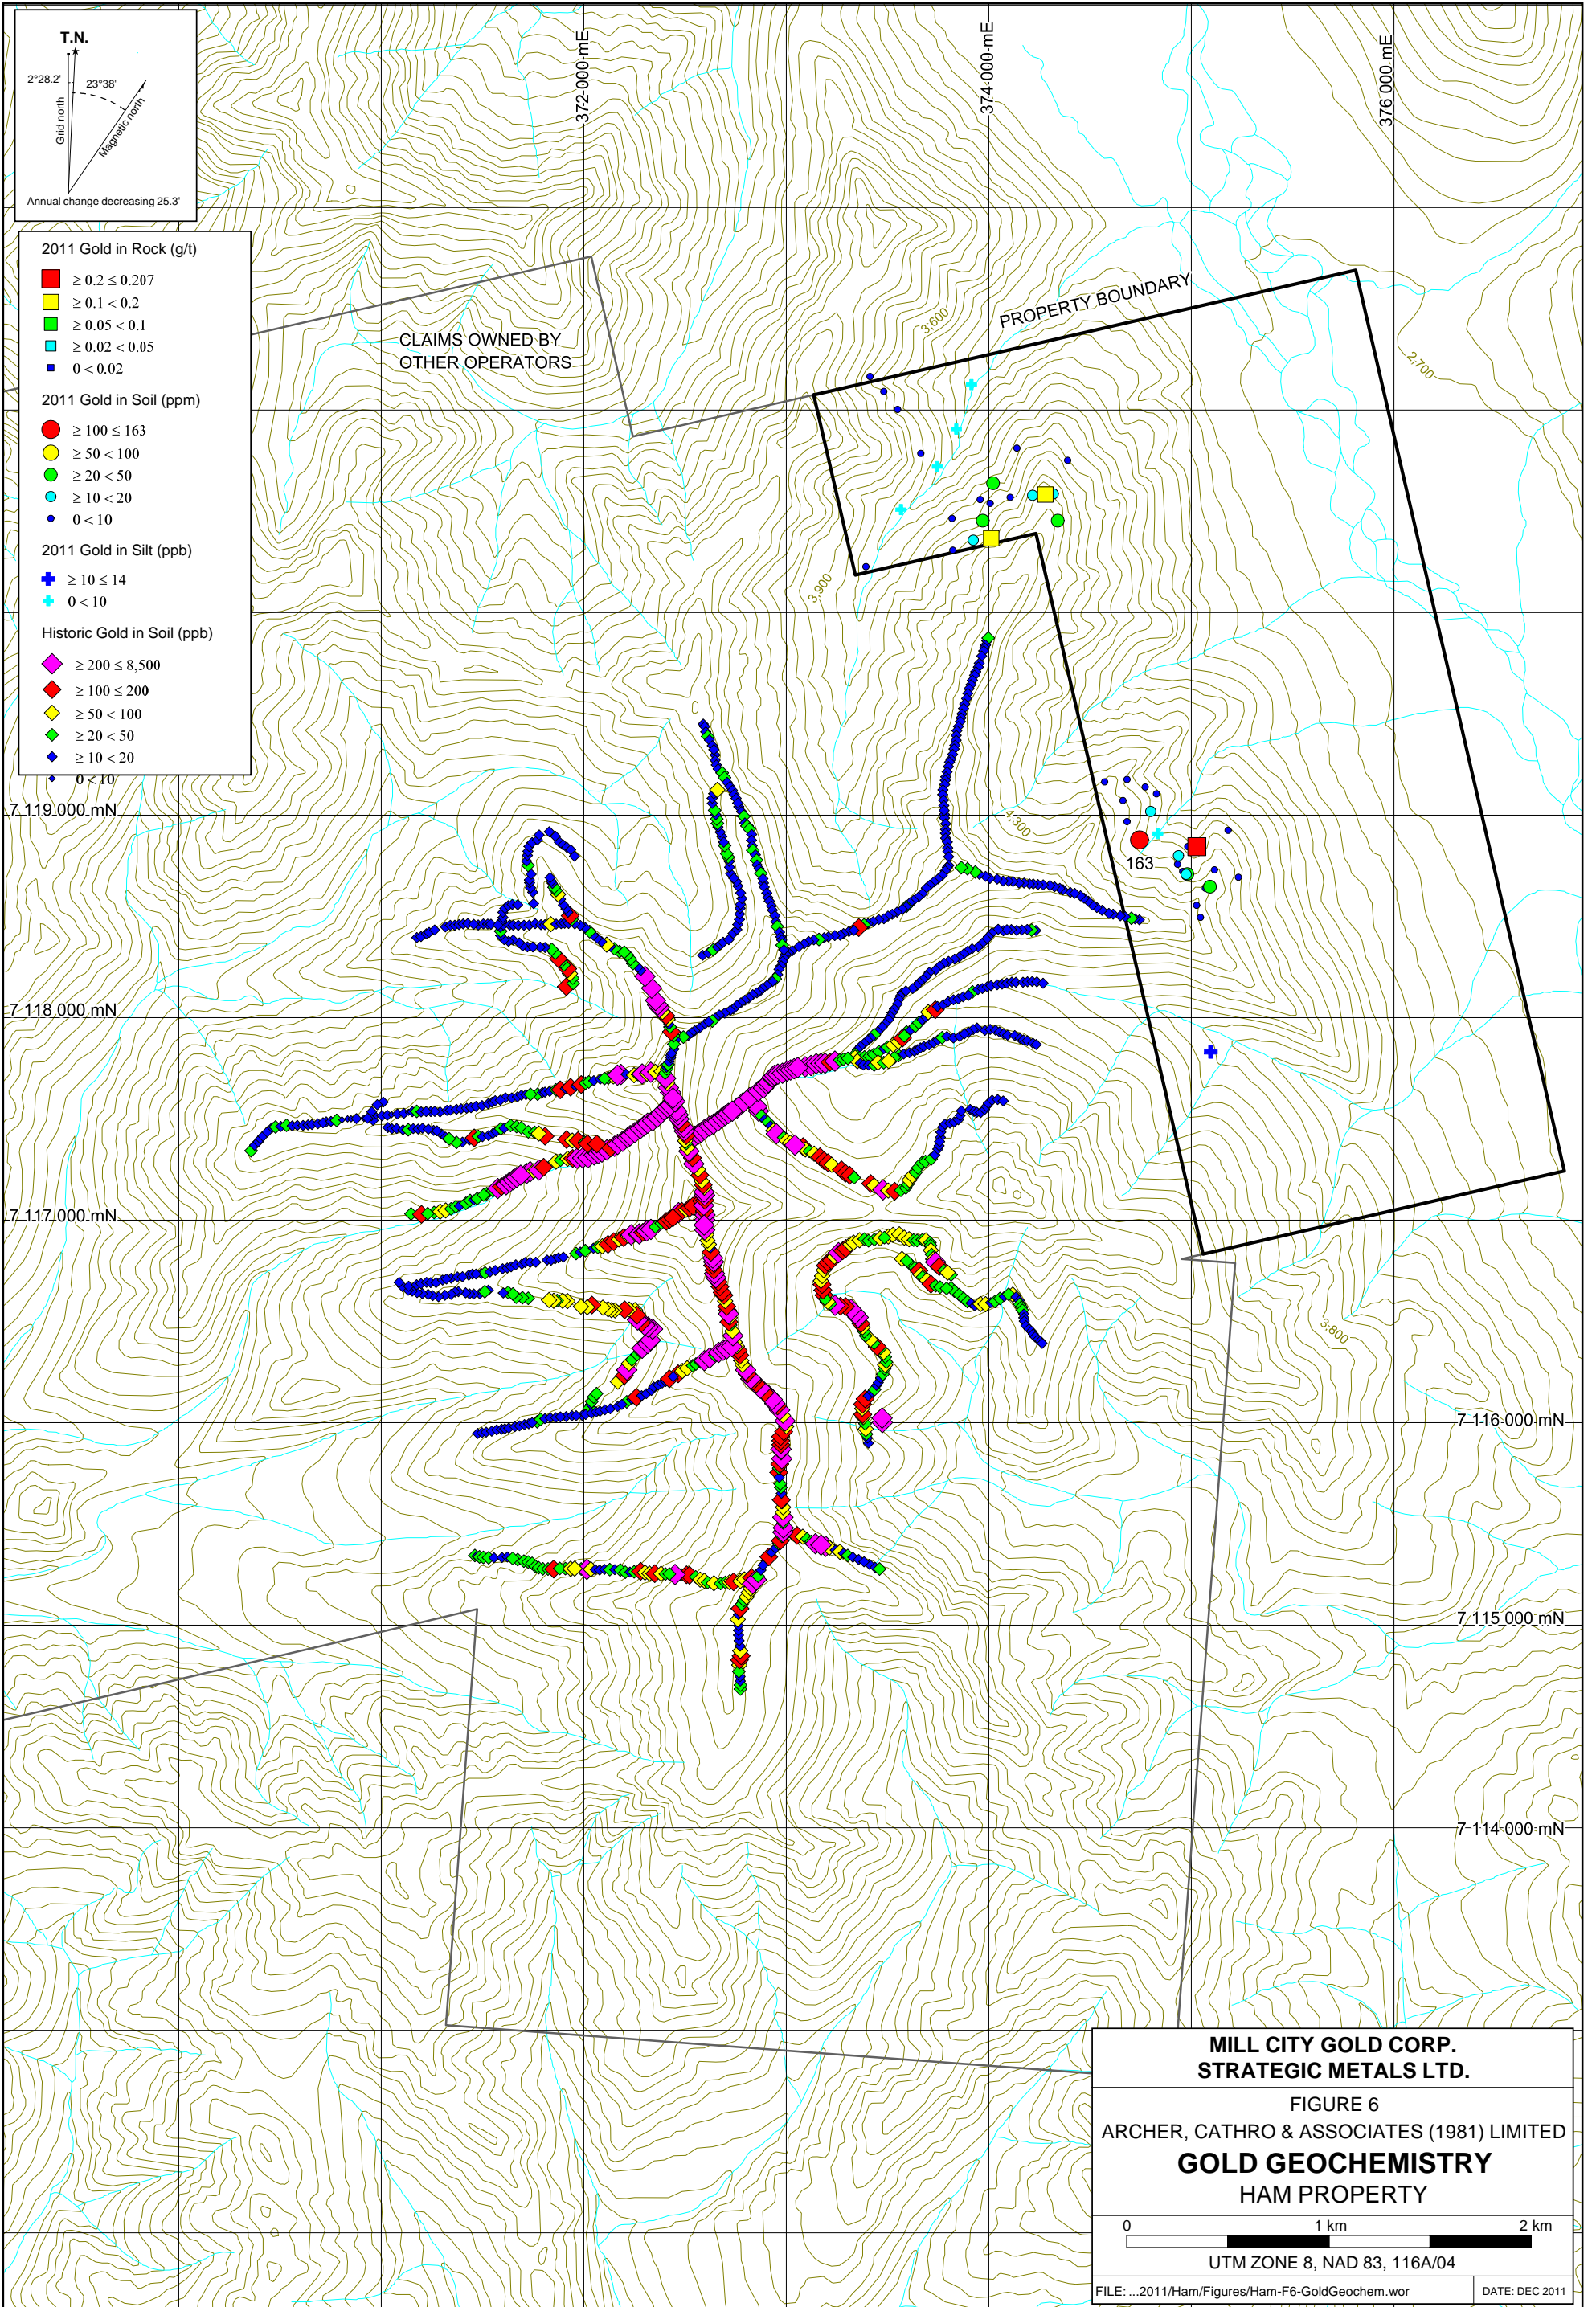 T.N.
2°28.2'
23°38'
Grid north
Magnetic north
Annual change decreasing 25.3'
372 000 mE
374 000 mE
376 000 mE
2011 Gold in Rock (g/t)
≥ 0.2 ≤ 0.207
≥ 0.1 < 0.2
≥ 0.05 < 0.1
≥ 0.02 < 0.05
0 < 0.02
2011 Gold in Soil (ppm)
≥ 100 ≤ 163
≥ 50 < 100
≥ 20 < 50
≥ 10 < 20
0 < 10
2011 Gold in Silt (ppb)
≥ 10 ≤ 14
0 < 10
Historic Gold in Soil (ppb)
≥ 200 ≤ 8,500
≥ 100 ≤ 200
≥ 50 < 100
≥ 20 < 50
≥ 10 < 20
0 < 10
CLAIMS OWNED BY
OTHER OPERATORS
PROPERTY BOUNDARY
3,600
2,700
3,900
4,300
163
3,800
7 119 000 mN
7 118 000 mN
7 117 000 mN
7 116 000 mN
7 115 000 mN
7 114 000 mN
MILL CITY GOLD CORP.
STRATEGIC METALS LTD.
FIGURE 6
ARCHER, CATHRO & ASSOCIATES (1981) LIMITED
GOLD GEOCHEMISTRY
HAM PROPERTY
0 1 km 2 km
UTM ZONE 8, NAD 83, 116A/04
FILE: ...2011/Ham/Figures/Ham-F6-GoldGeochem.wor
DATE: DEC 2011